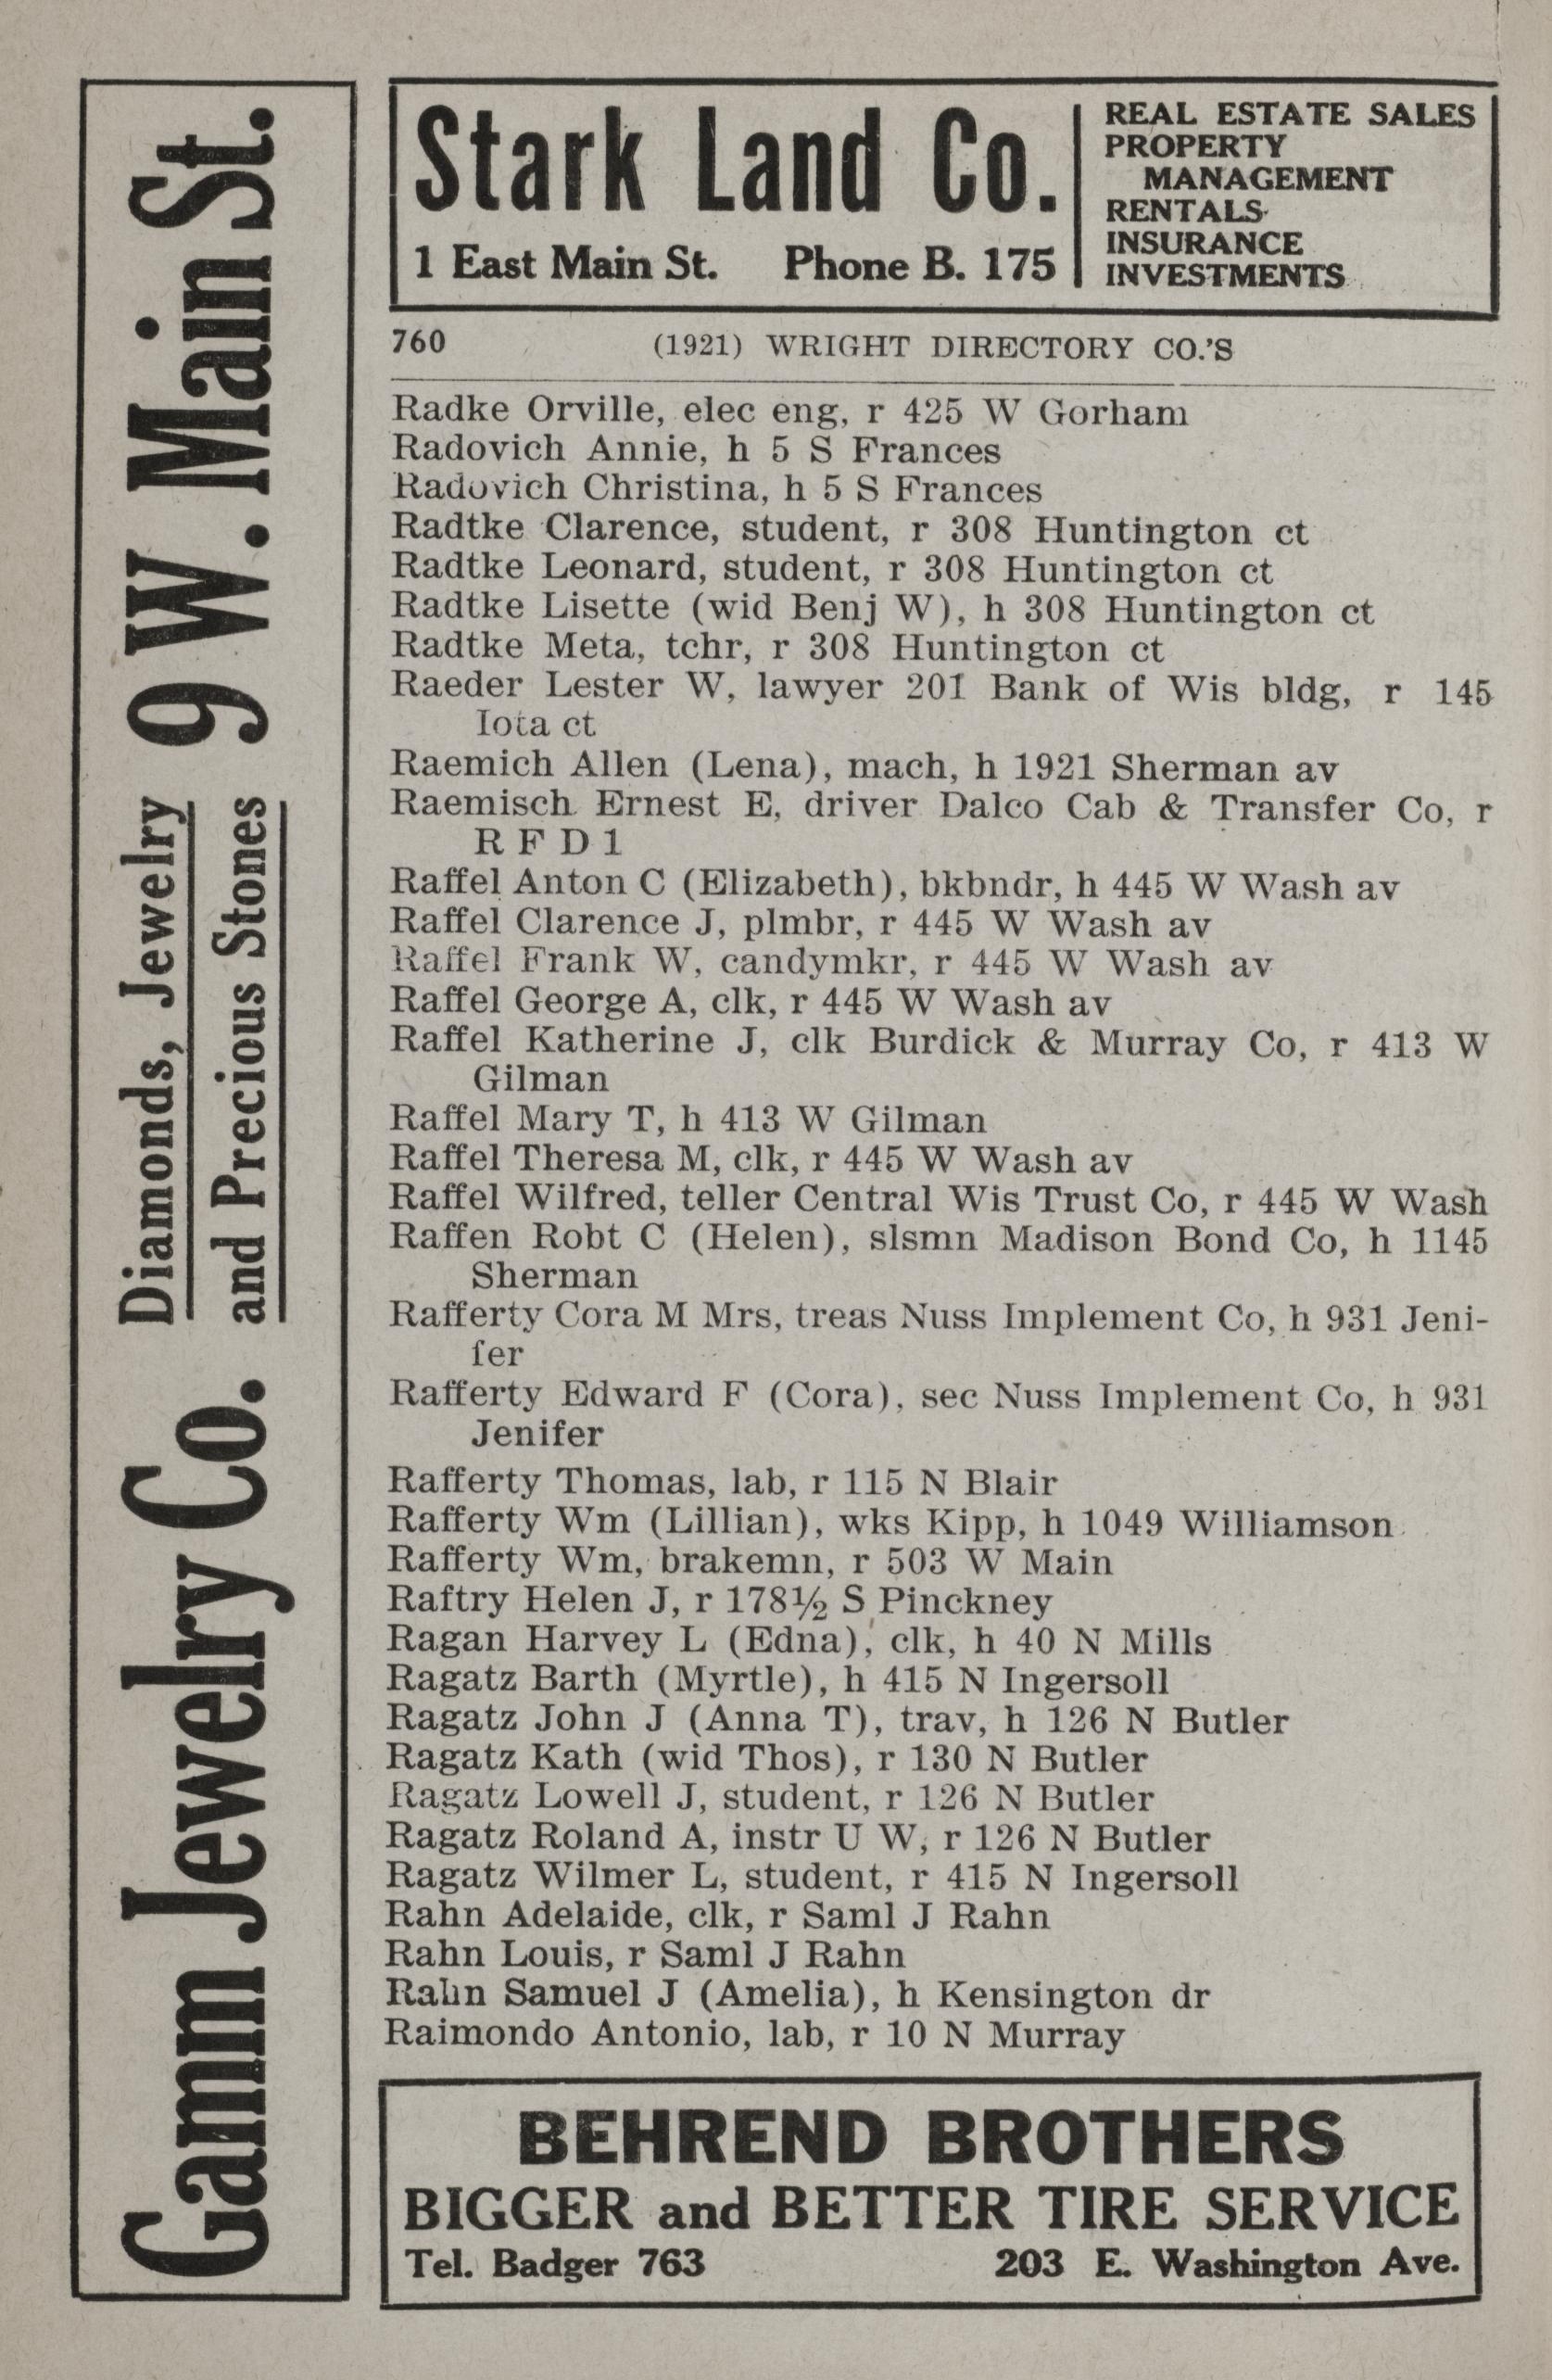 Gamm Jewelry Co. Diamonds, Jewelry and Precious Stones 9 W. Main St.
Stark Land Co.
1 East Main St. Phone B. 175
REAL ESTATE SALES
PROPERTY
MANAGEMENT
RENTALS
INSURANCE
INVESTMENTS
760 (1921) WRIGHT DIRECTORY CO.'S
Radke Orville, elec eng, r 425 W Gorham
Radovich Annie, h 5 S Frances
Radovich Christina, h 5 S Frances
Radtke Clarence, student, r 308 Huntington ct
Radtke Leonard, student, r 308 Huntington ct
Radtke Lisette (wid Benj W), h 308 Huntington ct
Radtke Meta, tchr, r 308 Huntington ct
Raeder Lester W, lawyer 201 Bank of Wis bldg, r 145
Iota ct
Raemich Allen (Lena), mach, h 1921 Sherman av
Raemisch Ernest E, driver Dalco Cab & Transfer Co, r
R F D 1
Raffel Anton C (Elizabeth), bkbndr, h 445 W Wash av
Raffel Clarence J, plmbr, r 445 W Wash av
Raffel Frank W, candymkr, r 445 W Wash av
Raffel George A, clk, r 445 W Wash av
Raffel Katherine J, clk Burdick & Murray Co, r 413 W
Gilman
Raffel Mary T, h 413 W Gilman
Raffel Theresa M, clk, r 445 W Wash av
Raffel Wilfred, teller Central Wis Trust Co, r 445 W Wash
Raffen Robt C (Helen), slsmn Madison Bond Co, h 1145
Sherman
Rafferty Cora M Mrs, treas Nuss Implement Co, h 931 Jeni-
fer
Rafferty Edward F (Cora), sec Nuss Implement Co, h 931
Jenifer
Rafferty Thomas, lab, r 115 N Blair
Rafferty Wm (Lillian), wks Kipp, h 1049 Williamson
Rafferty Wm, brakemn, r 503 W Main
Raftry Helen J, r 178½ S Pinckney
Ragan Harvey L (Edna), clk, h 40 N Mills
Ragatz Barth (Myrtle), h 415 N Ingersoll
Ragatz John J (Anna T), trav, h 126 N Butler
Ragatz Kath (wid Thos), r 130 N Butler
Ragatz Lowell J, student, r 126 N Butler
Ragatz Roland A, instr U W, r 126 N Butler
Ragatz Wilmer L, student, r 415 N Ingersoll
Rahn Adelaide, clk, r Saml J Rahn
Rahn Louis, r Saml J Rahn
Rahn Samuel J (Amelia), h Kensington dr
Raimondo Antonio, lab, r 10 N Murray
BEHREND BROTHERS
BIGGER and BETTER TIRE SERVICE
Tel. Badger 763 203 E. Washington Ave.